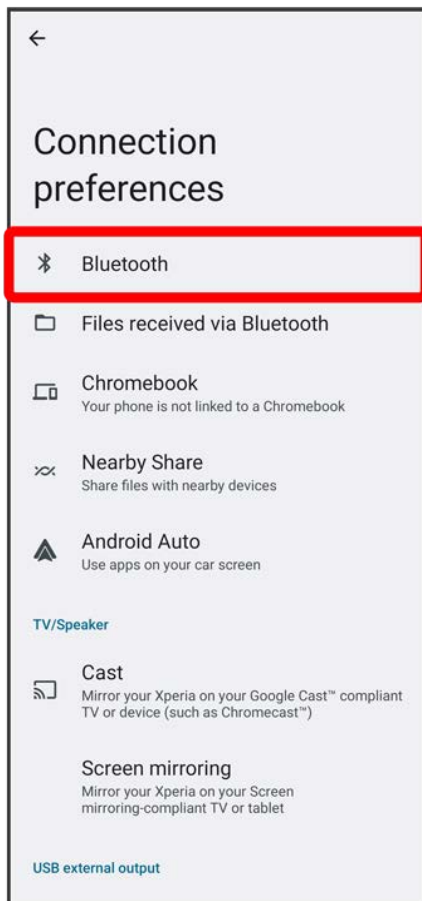 Connection
preferences
Bluetooth
Files received via Bluetooth
Chromebook
Your phone is not linked to a Chromebook
Nearby Share
Share files with nearby devices
Android Auto
Use apps on your car screen
TV/Speaker
Cast
Mirror your Xperia on your Google Cast™ compliant
TV or device (such as Chromecast™)
Screen mirroring
Mirror your Xperia on your Screen
mirroring-compliant TV or tablet
USB external output